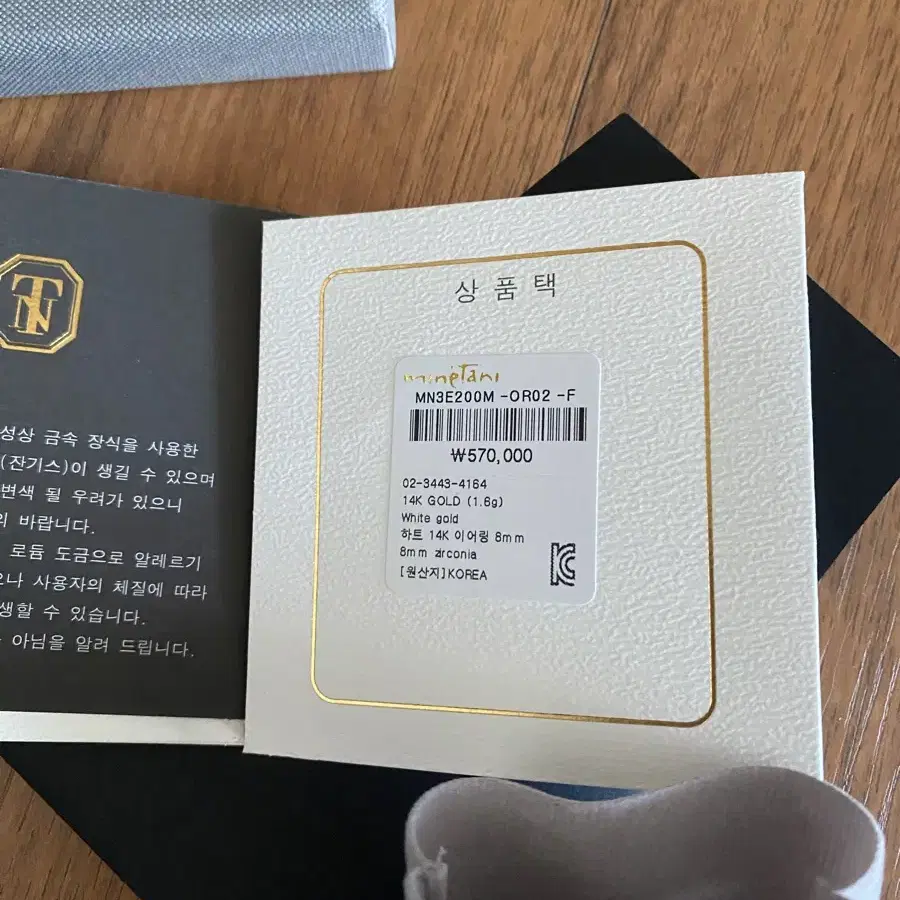 TN
성상 금속 장식을 사용한
(잔기스)이 생길 수 있으며
변색 될 우려가 있으니
바랍니다.
로듐 도금으로 알레르기
사용자의 체질에 따라
생할 수 있습니다.
아님을 알려 드립니다.
상품택
minéTani
MN3E200M -OR02 -F
₩570,000
02-3443-4164
14K GOLD (1.6g)
White gold
하트 14K 이어링 8mm
8mm zirconia
[원산지]KOREA
KC